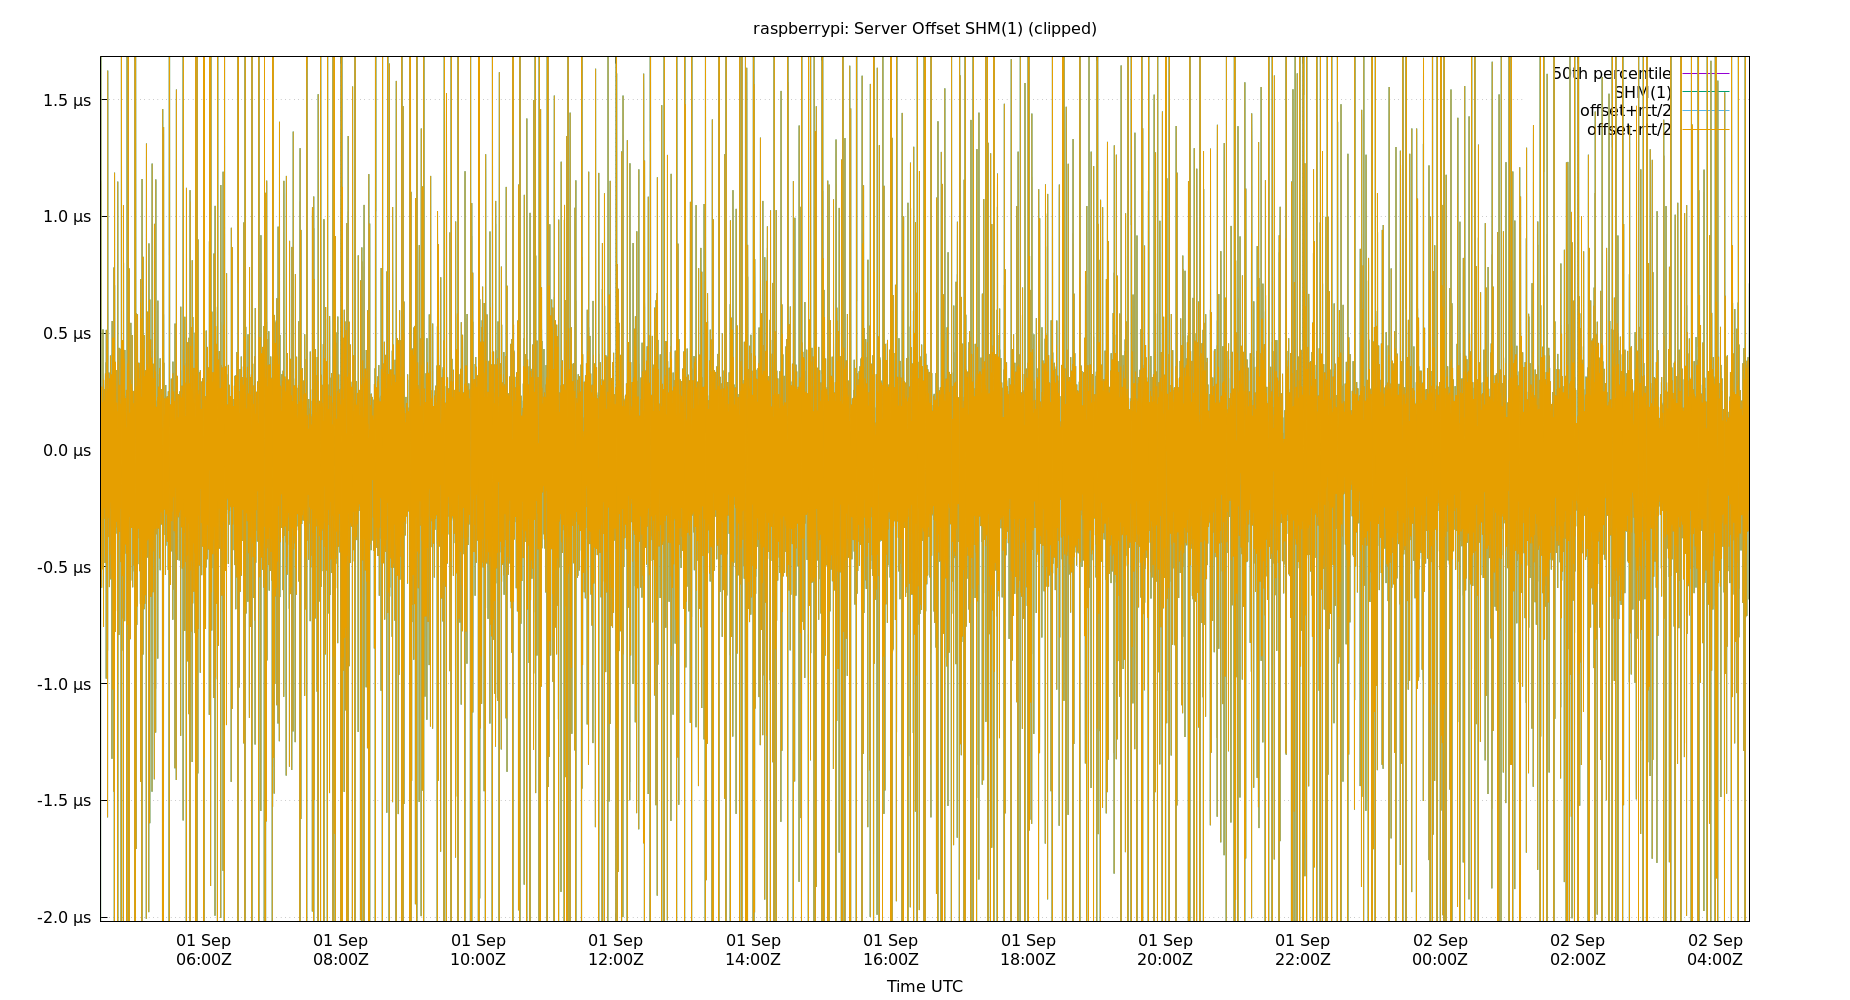 raspberrypi: Server Offset SHM(1) (clipped)
50th percentile
SHM(1)
offset+rtt/2
offset-rtt/2
1.5 µs
1.0 µs
0.5 µs
0.0 µs
-0.5 µs
-1.0 µs
-1.5 µs
-2.0 µs
01 Sep 01 Sep 01 Sep 01 Sep 01 Sep 01 Sep 01 Sep 01 Sep 01 Sep 02 Sep 02 Sep 02 Sep
06:00Z 08:00Z 10:00Z 12:00Z 14:00Z 16:00Z 18:00Z 20:00Z 22:00Z 00:00Z 02:00Z 04:00Z
Time UTC